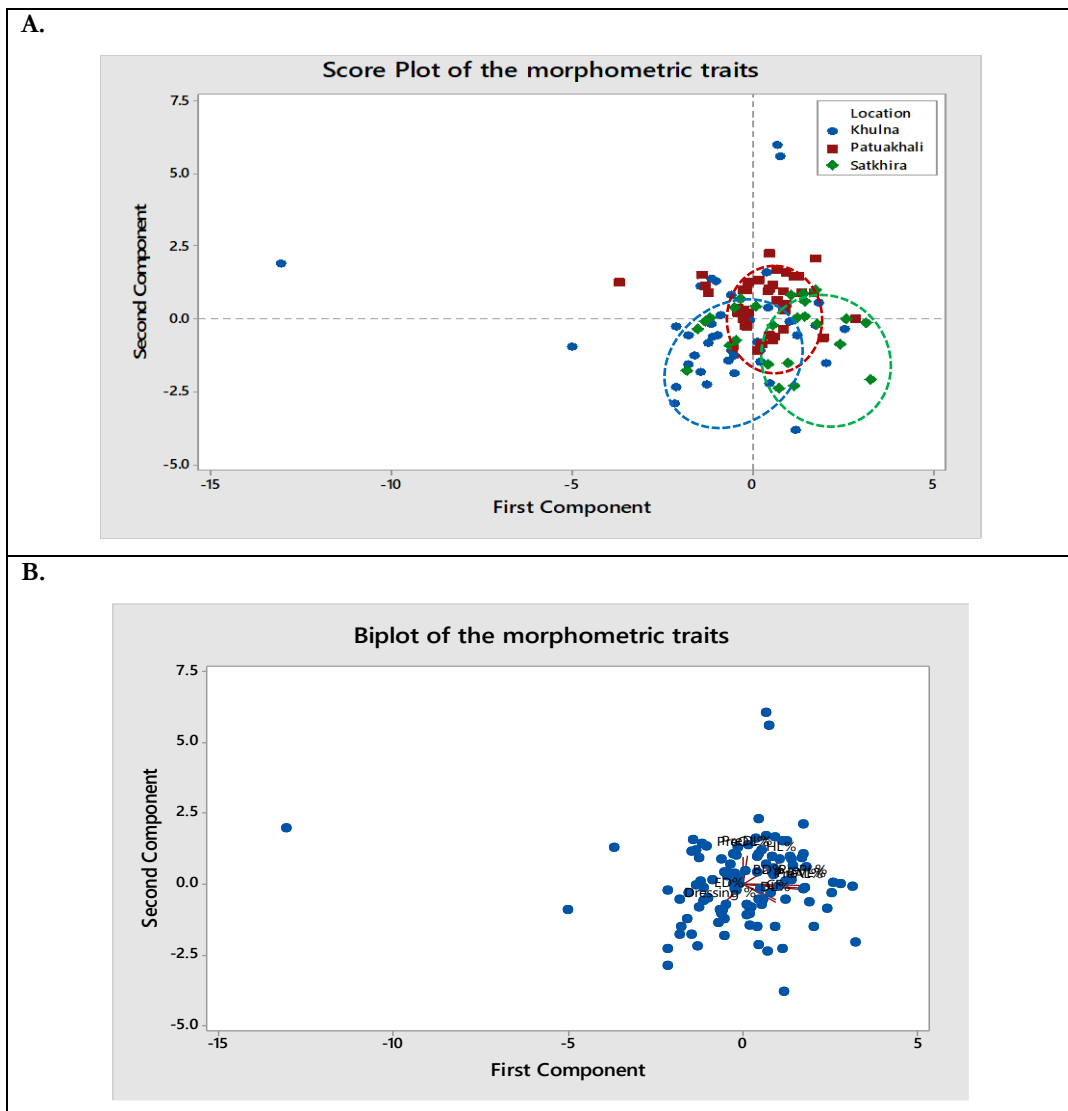 A.
Score Plot of the morphometric traits
7.5
5.0
2.5
0.0
-2.5
-5.0
Second Component
-15
-10
-5
0
5
First Component
Location
Khulna
Patuakhali
Satkhira
B.
Biplot of the morphometric traits
7.5
5.0
2.5
0.0
-2.5
-5.0
Second Component
HL%
ED%
Dressing %
-15
-10
-5
0
5
First Component